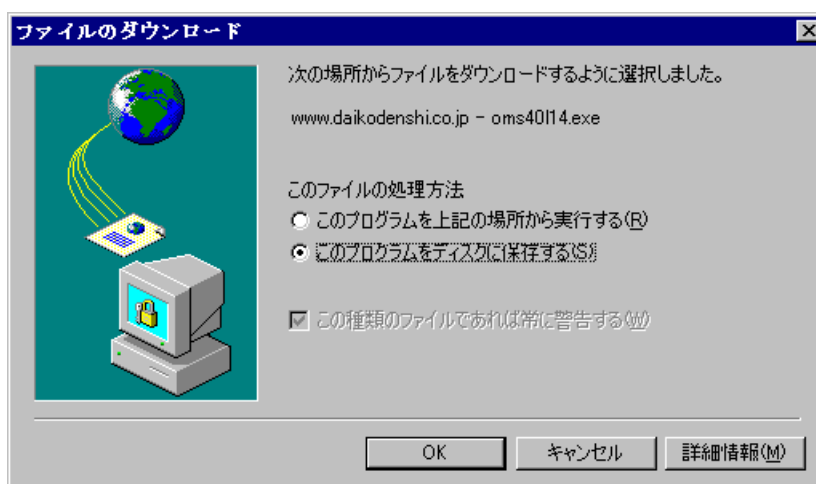 ファイルのダウンロード
次の場所からファイルをダウンロードするように選択しました。
www.daikodenshi.co.jp - oms40l14.exe
このファイルの処理方法
このプログラムを上記の場所から実行する(R)
このプログラムをディスクに保存する(S)
この種類のファイルであれば常に警告する(W)
OK
キャンセル
詳細情報(M)